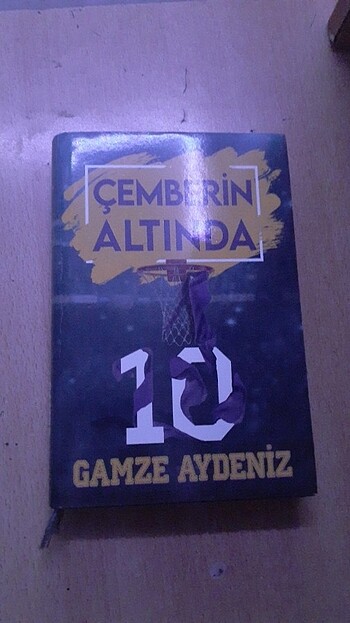 ÇEMBERİN
ALTINDA
10
GAMZE AYDENİZ